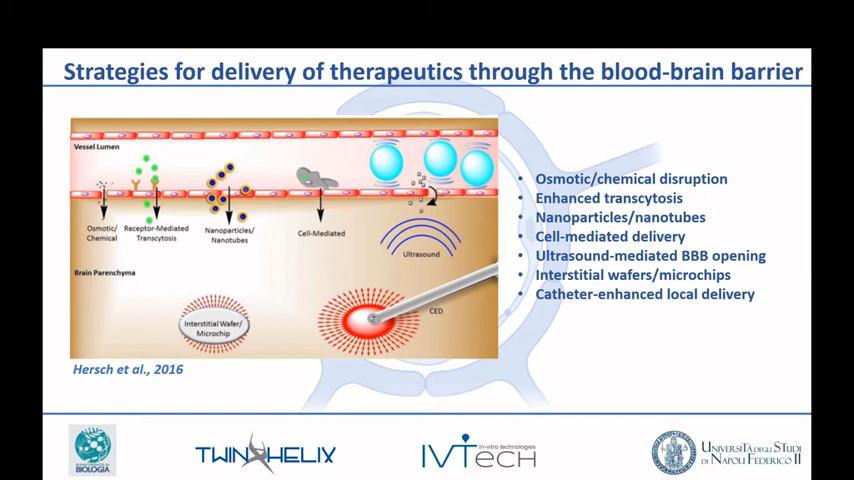 Strategies for delivery of therapeutics through the blood-brain barrier
Vessel Lumen
Osmotic/
Chemical
Receptor-Mediated
Transcytosis
Nanoparticles/
Nanotubes
Cell-Mediated
Ultrasound
Brain Parenchyma
Interstitial Wafer/
Microchip
CED
Hersch et al., 2016
• Osmotic/chemical disruption
• Enhanced transcytosis
• Nanoparticles/nanotubes
• Cell-mediated delivery
• Ultrasound-mediated BBB opening
• Interstitial wafers/microchips
• Catheter-enhanced local delivery
BIOLOGIA
TWIN HELIX
in-vitro technologies
IVTech
UNIVERSITÀ DEGLI STUDI
DI NAPOLI FEDERICO II